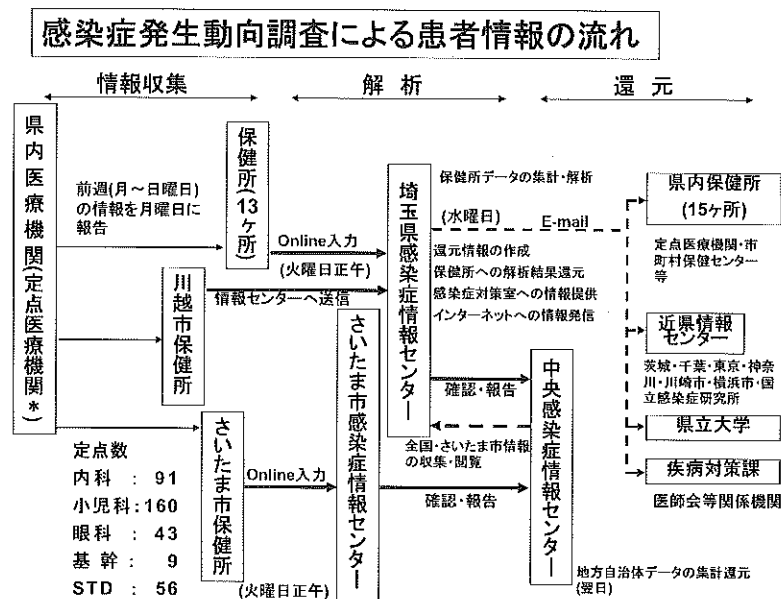 感染症発生動向調査による患者情報の流れ
情報収集
解 析
還 元
県内医療機関(定点医療機関*)
前週(月～日曜日)
の情報を月曜日に
報告
保健所(13ヶ所)
Online入力
(火曜日正午)
川越市保健所
情報センターへ送信
さいたま市保健所
Online入力
(火曜日正午)
定点数
内科 : 91
小児科:160
眼科 : 43
基 幹 : 9
STD : 56
埼玉県感染症情報センター
さいたま市感染症情報センター
保健所データの集計・解析
(水曜日)
E-mail
還元情報の作成
保健所への解析結果還元
感染症対策室への情報提供
インターネットへの情報発信
確認・報告
全国・さいたま市情報
の収集・閲覧
確認・報告
中央感染症情報センター
地方自治体データの集計還元
(翌日)
県内保健所
(15ヶ所)
定点医療機関・市
町村保健センター
等
近県情報
センター
茨城・千葉・東京・神奈
川・川崎市・横浜市・国
立感染症研究所
県立大学
疾病対策課
医師会等関係機関